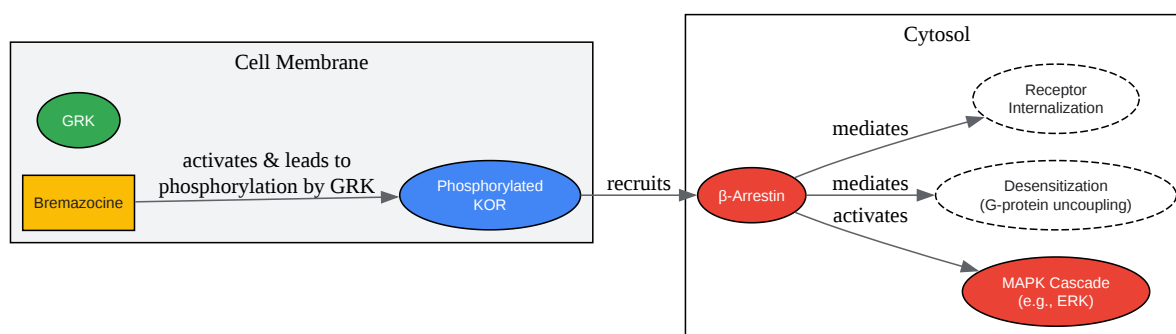 Cell Membrane
GRK
Bremazocine
activates & leads to
phosphorylation by GRK
Phosphorylated
KOR
recruits
Cytosol
β-Arrestin
mediates
mediates
activates
Receptor
Internalization
Desensitization
(G-protein uncoupling)
MAPK Cascade
(e.g., ERK)